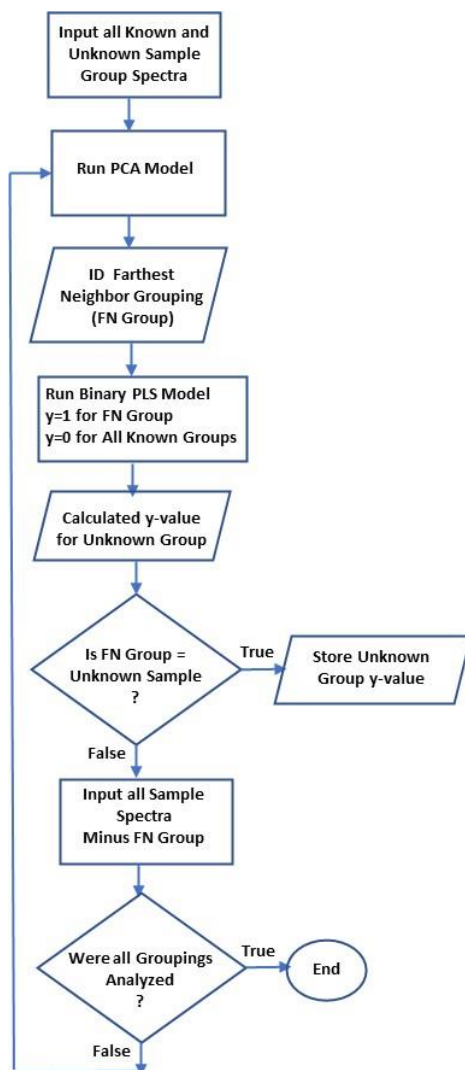 Input all Known and
Unknown Sample
Group Spectra
Run PCA Model
ID Farthest
Neighbor Grouping
(FN Group)
Run Binary PLS Model
y=1 for FN Group
y=0 for All Known Groups
Calculated y-value
for Unknown Group
Is FN Group =
Unknown Sample
?
True
Store Unknown
Group y-value
False
Input all Sample
Spectra
Minus FN Group
Were all Groupings
Analyzed
?
True
End
False